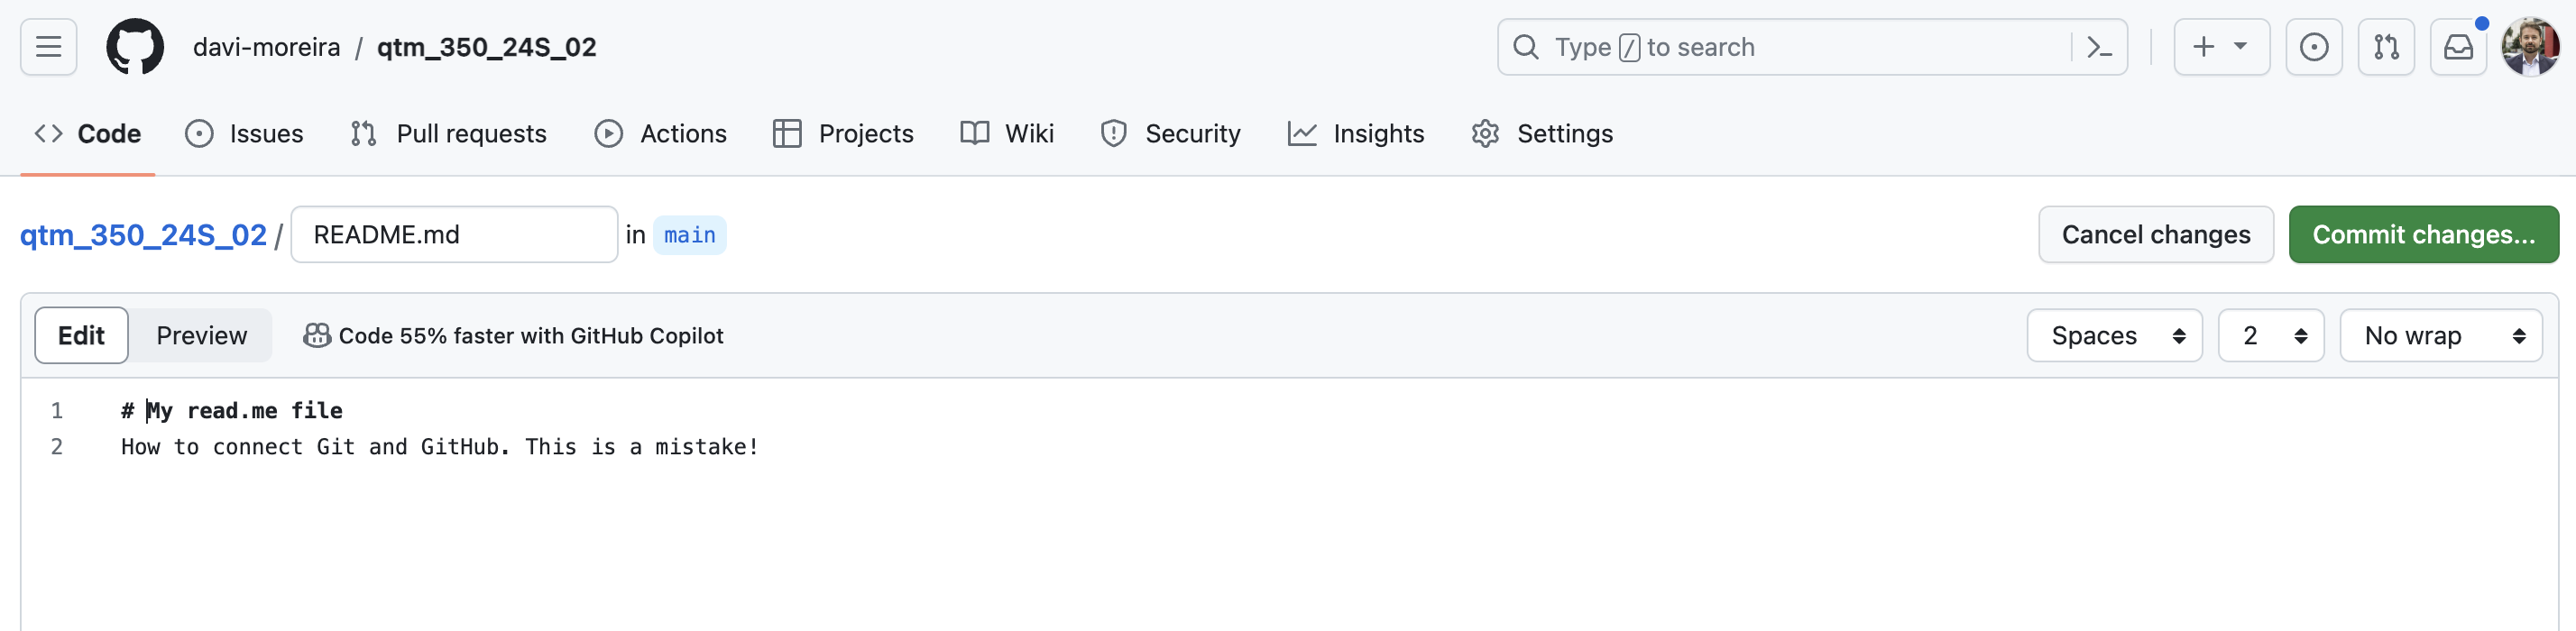 davi-moreira / qtm_350_24S_02
Type / to search
Code Issues Pull requests Actions Projects Wiki Security Insights Settings
qtm_350_24S_02 / README.md in main
Cancel changes Commit changes...
Edit Preview Code 55% faster with GitHub Copilot
Spaces 2 No wrap
1 # My read.me file
2 How to connect Git and GitHub. This is a mistake!